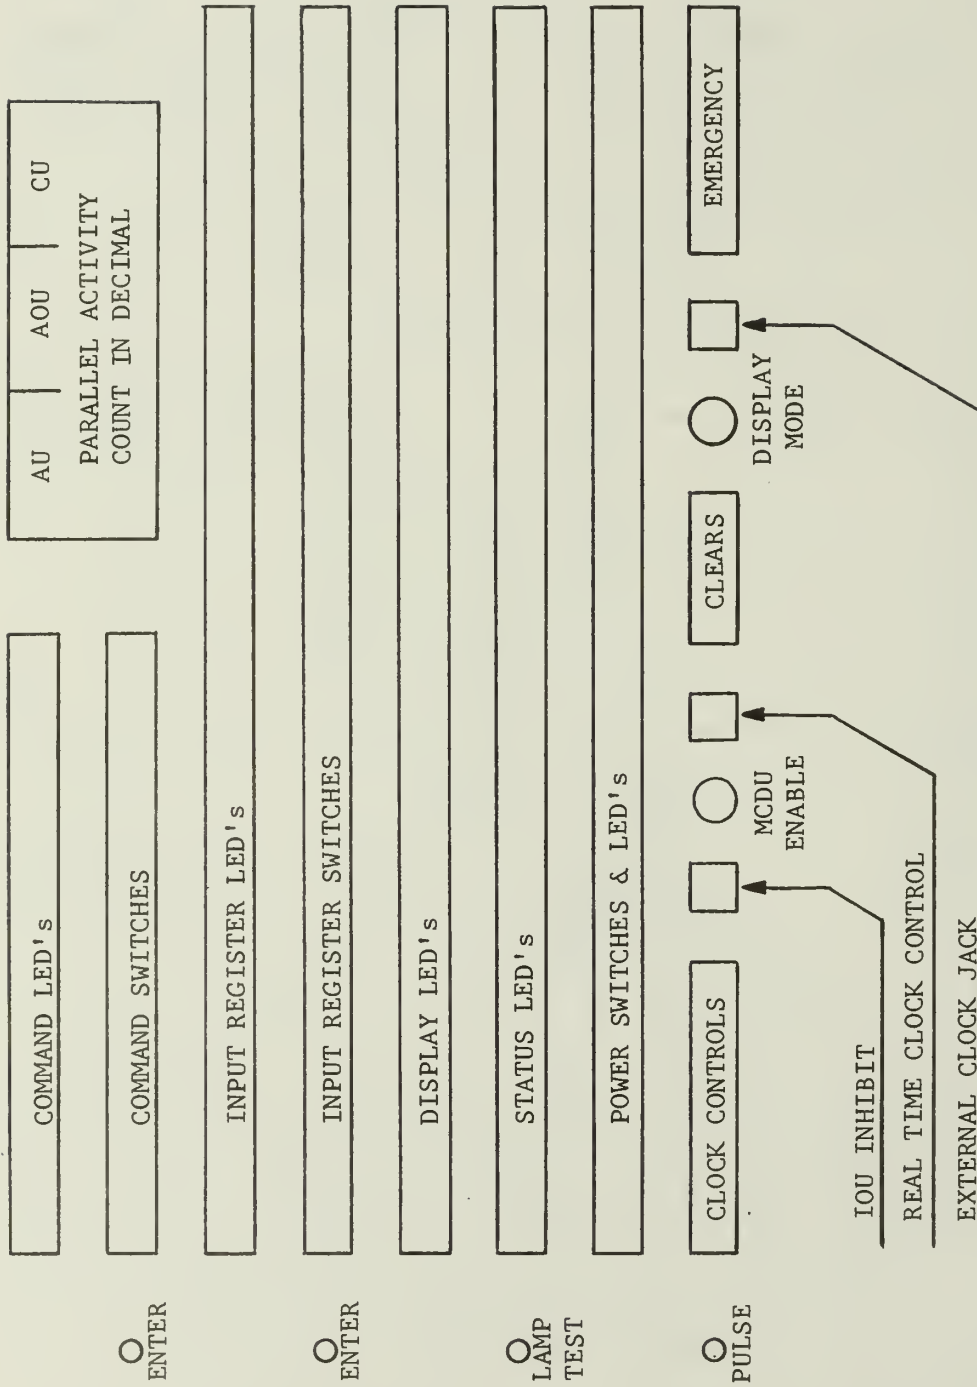 COMMAND LED's
AU AOU CU
PARALLEL ACTIVITY
COUNT IN DECIMAL
ENTER
COMMAND SWITCHES
INPUT REGISTER LED's
ENTER
INPUT REGISTER SWITCHES
DISPLAY LED's
LAMP
TEST
STATUS LED's
POWER SWITCHES & LED's
PULSE
CLOCK CONTROLS
MCDU
ENABLE
CLEARS
DISPLAY
MODE
EMERGENCY
IOU INHIBIT
REAL TIME CLOCK CONTROL
EXTERNAL CLOCK JACK